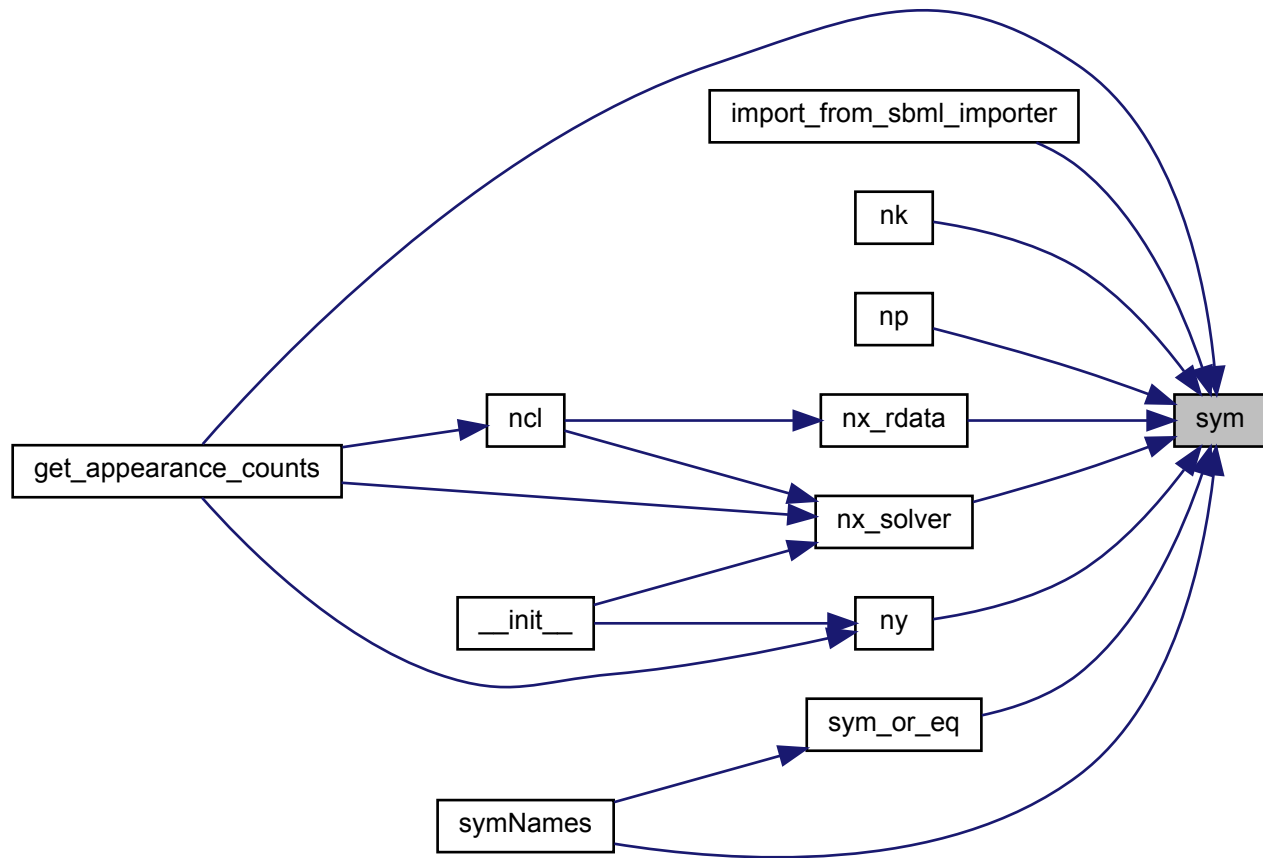 import_from_sbml_importer
nk
np
ncl
nx_rdata
sym
get_appearance_counts
nx_solver
__init__
ny
sym_or_eq
symNames